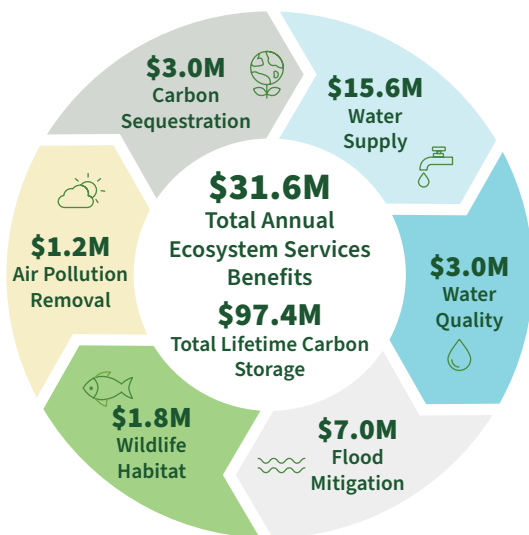 $3.0M
Carbon
Sequestration
$15.6M
Water
Supply
$31.6M
Total Annual
Ecosystem Services
Benefits
$97.4M
Total Lifetime Carbon
Storage
$3.0M
Water
Quality
$7.0M
Flood
Mitigation
$1.8M
Wildlife
Habitat
$1.2M
Air Pollution
Removal